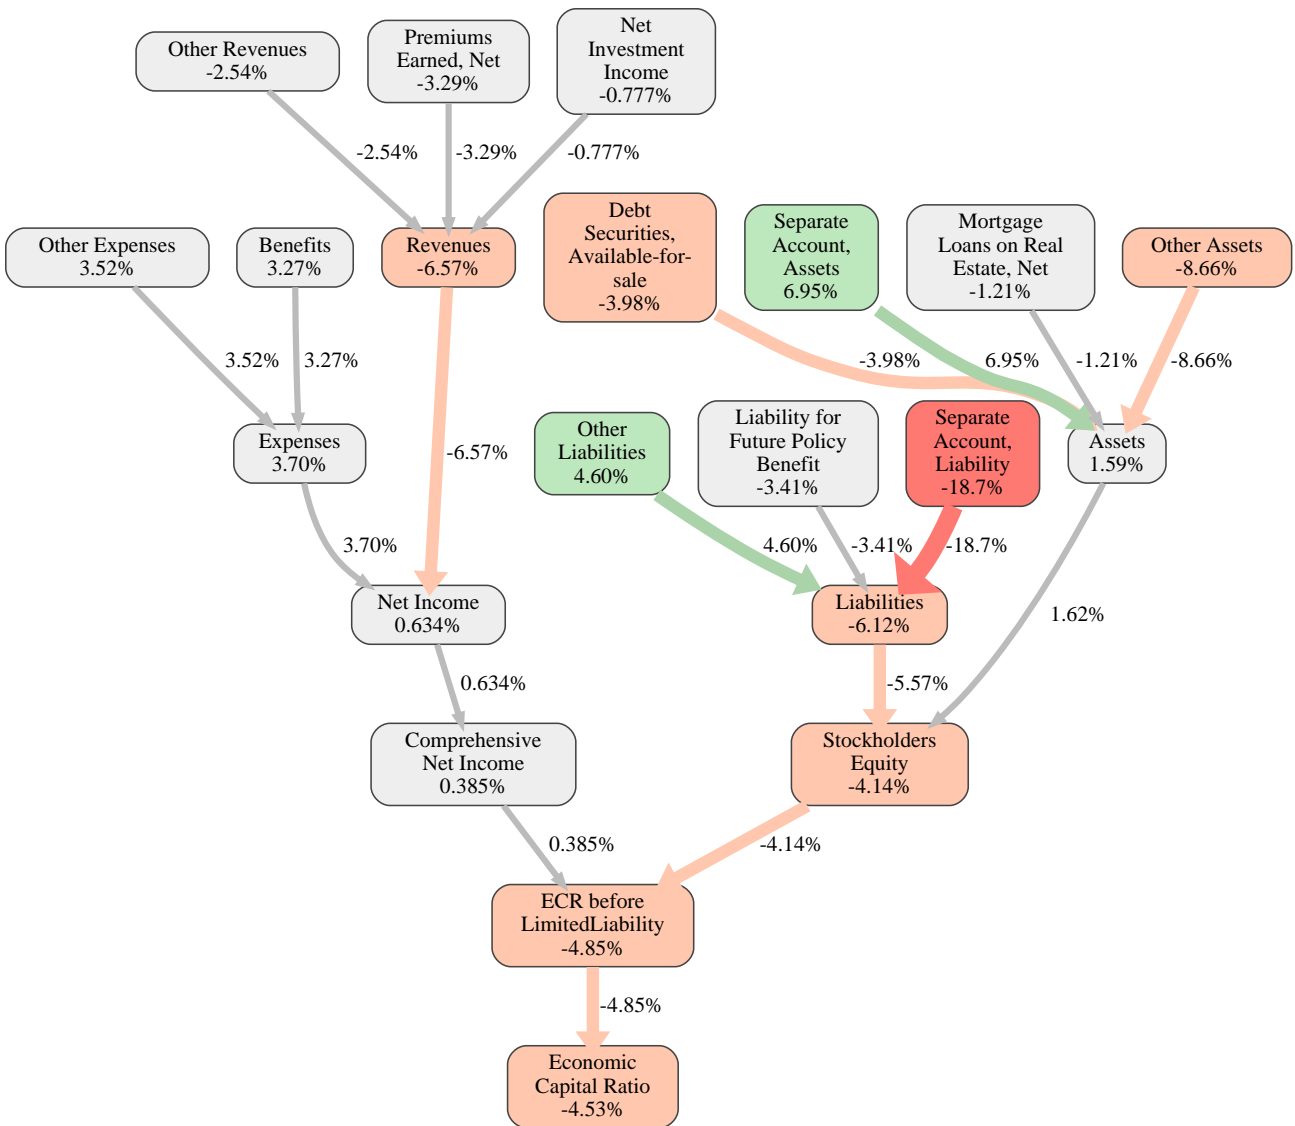 Other Revenues
-2.54%
Premiums
Earned, Net
-3.29%
Net
Investment
Income
-0.777%
-2.54%
-3.29%
-0.777%
Other Expenses
3.52%
Benefits
3.27%
Revenues
-6.57%
Debt
Securities,
Available-for-
sale
-3.98%
Separate
Account,
Assets
6.95%
Mortgage
Loans on Real
Estate, Net
-1.21%
Other Assets
-8.66%
3.52%
3.27%
-6.57%
-3.98%
6.95%
-1.21%
-8.66%
Expenses
3.70%
Other
Liabilities
4.60%
Liability for
Future Policy
Benefit
-3.41%
Separate
Account,
Liability
-18.7%
Assets
1.59%
3.70%
4.60%
-3.41%
-18.7%
1.62%
Net Income
0.634%
Liabilities
-6.12%
0.634%
-5.57%
Comprehensive
Net Income
0.385%
Stockholders
Equity
-4.14%
0.385%
-4.14%
ECR before
LimitedLiability
-4.85%
-4.85%
Economic
Capital Ratio
-4.53%